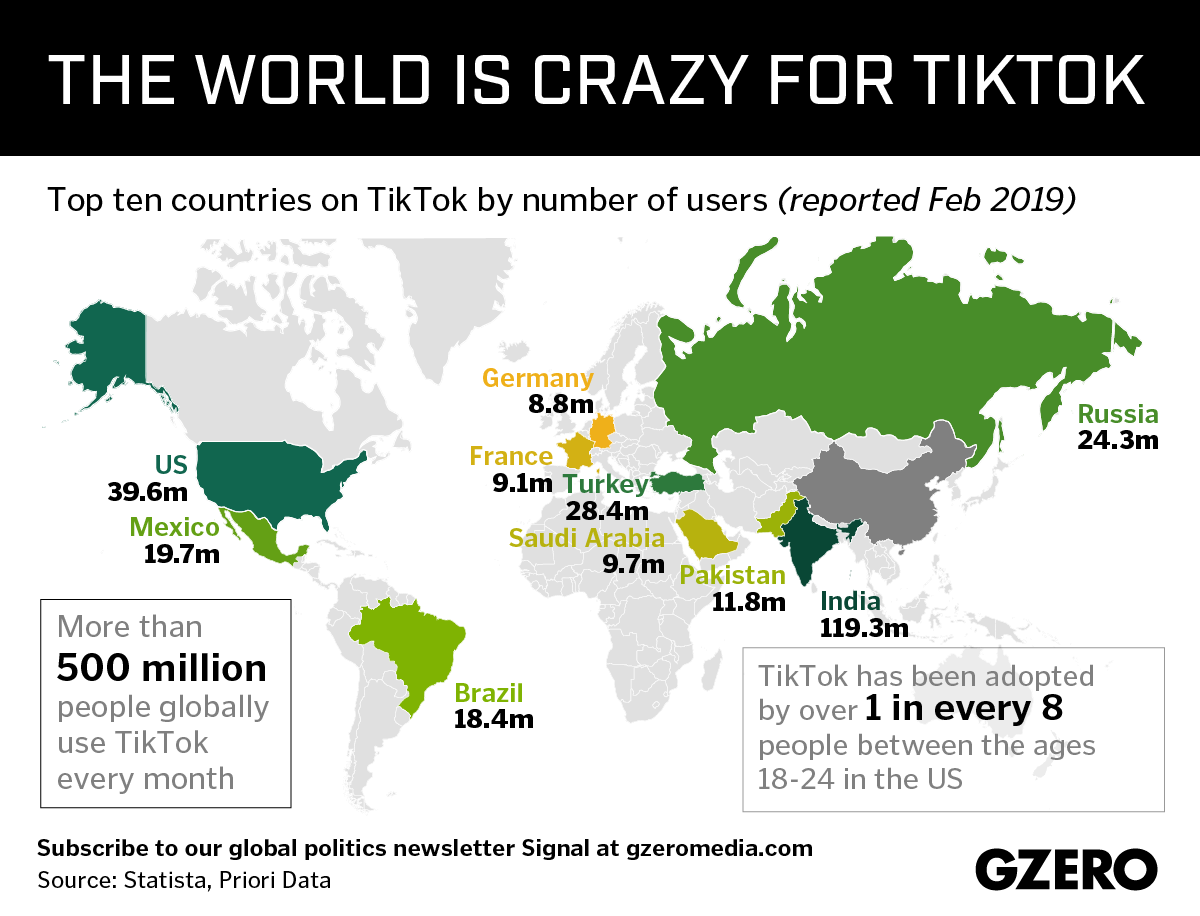 THE WORLD IS CRAZY FOR TIKTOK
Top ten countries on TikTok by number of users (reported Feb 2019)
Germany
8.8m
Russia
24.3m
France
9.1m
US
39.6m
Turkey
28.4m
Mexico
19.7m
Saudi Arabia
9.7m
Pakistan
11.8m
India
119.3m
Brazil
18.4m
More than
500 million
people globally
use TikTok
every month
TikTok has been adopted
by over 1 in every 8
people between the ages
18-24 in the US
Subscribe to our global politics newsletter Signal at gzeromedia.com
Source: Statista, Priori Data
GZERO